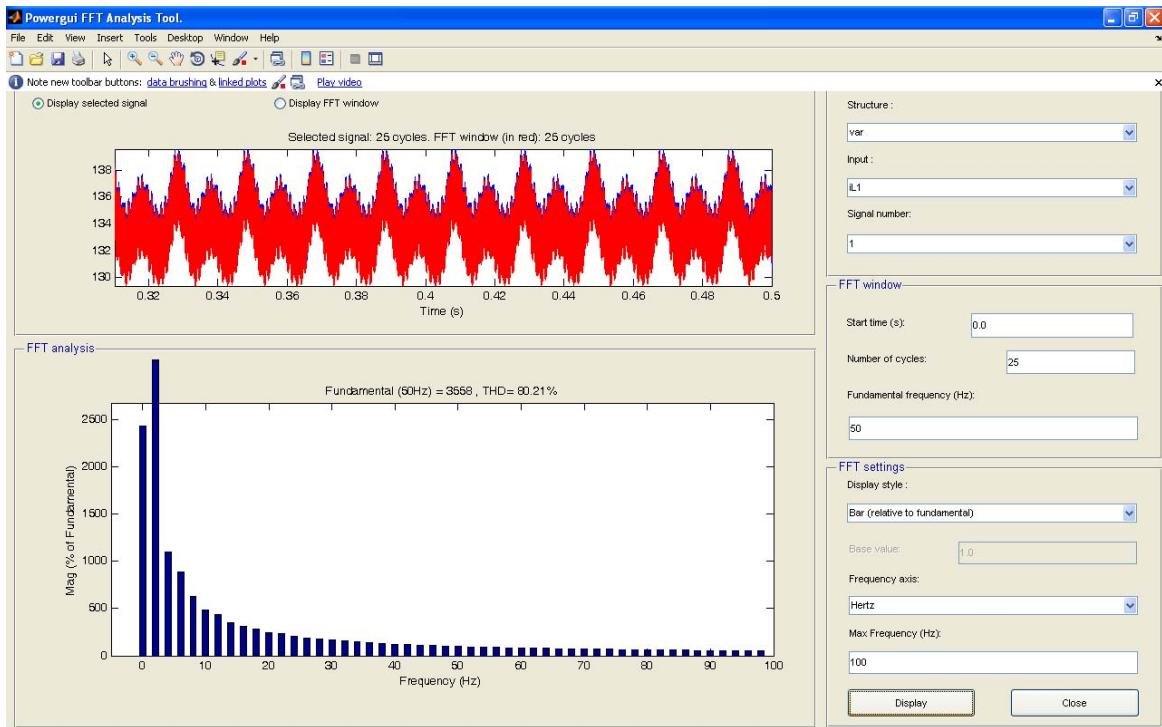 Powergui FFT Analysis Tool.
File Edit View Insert Tools Desktop Window Help
Note new toolbar buttons: data brushing & linked plots Play video
Display selected signal Display FFT window
Selected signal: 25 cycles. FFT window (in red): 25 cycles
138
136
134
132
130
0.32 0.34 0.36 0.38 0.4 0.42 0.44 0.46 0.48 0.5
Time (s)
FFT analysis
Fundamental (50Hz) = 3558 , THD= 80.21%
2500
2000
1500
1000
500
0
Mag (% of Fundamental)
0 10 20 30 40 50 60 70 80 90 100
Frequency (Hz)
Structure :
var
Input :
iL1
Signal number:
1
FFT window
Start time (s): 0.0
Number of cycles: 25
Fundamental frequency (Hz):
50
FFT settings
Display style :
Bar (relative to fundamental)
Base value: 1.0
Frequency axis:
Hertz
Max Frequency (Hz):
100
Display Close